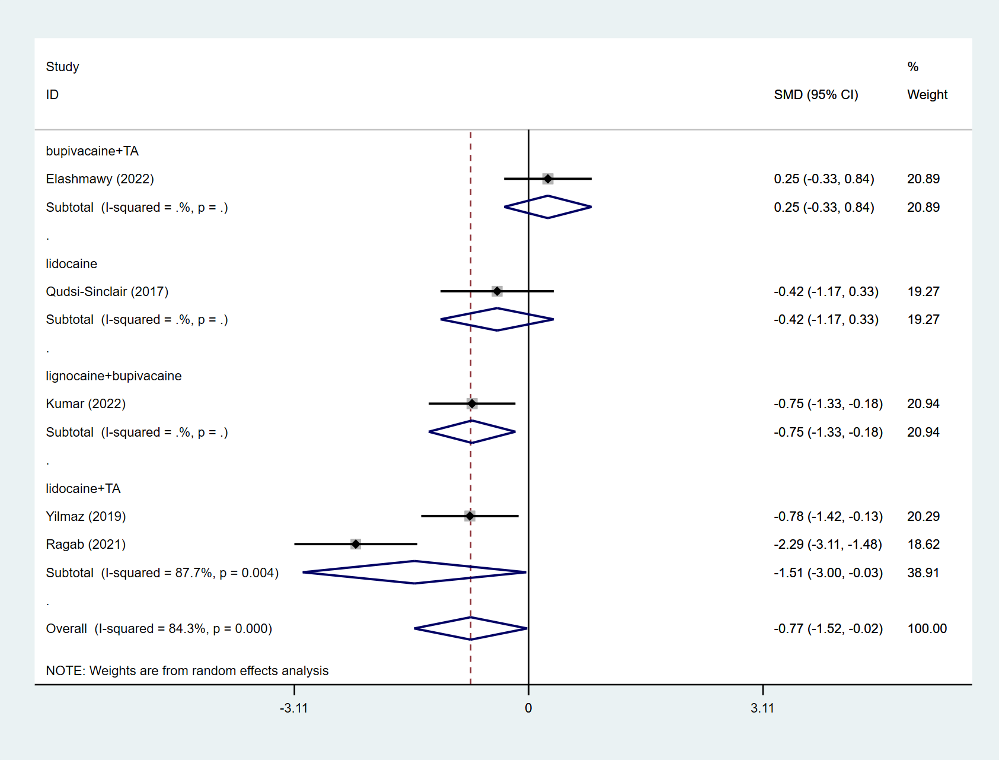 Study %
ID SMD (95% CI) Weight
bupivacaine+TA
Elashmawy (2022) 0.25 (-0.33, 0.84) 20.89
Subtotal (I-squared = .%, p = .) 0.25 (-0.33, 0.84) 20.89
.
lidocaine
Qudsi-Sinclair (2017) -0.42 (-1.17, 0.33) 19.27
Subtotal (I-squared = .%, p = .) -0.42 (-1.17, 0.33) 19.27
.
lignocaine+bupivacaine
Kumar (2022) -0.75 (-1.33, -0.18) 20.94
Subtotal (I-squared = .%, p = .) -0.75 (-1.33, -0.18) 20.94
.
lidocaine+TA
Yilmaz (2019) -0.78 (-1.42, -0.13) 20.29
Ragab (2021) -2.29 (-3.11, -1.48) 18.62
Subtotal (I-squared = 87.7%, p = 0.004) -1.51 (-3.00, -0.03) 38.91
.
Overall (I-squared = 84.3%, p = 0.000) -0.77 (-1.52, -0.02) 100.00
NOTE: Weights are from random effects analysis
-3.11 0 3.11